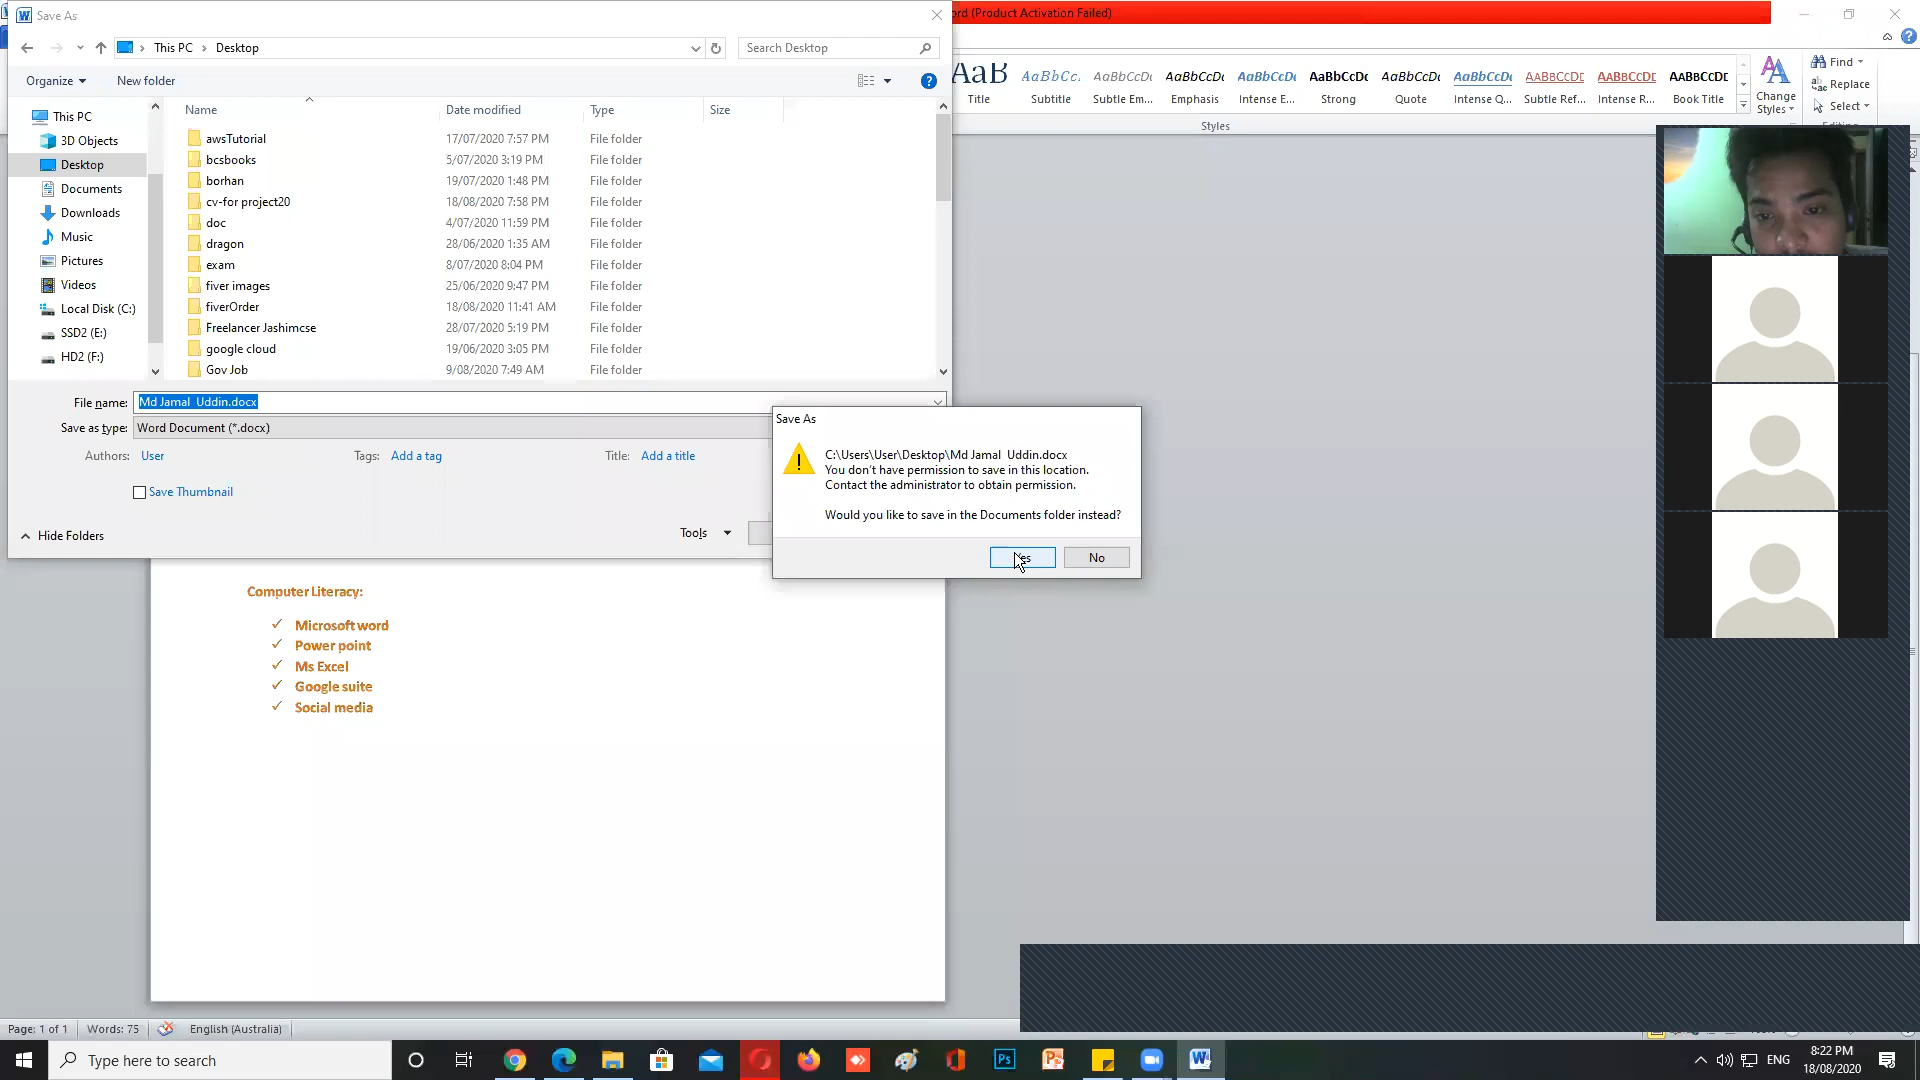 Save As
ord (Product Activation Failed)
This PC
Desktop
Search Desktop
Organize
New folder
Name
Date modified
Type
Size
This PC
3D Objects
Desktop
Documents
Downloads
Music
Pictures
Videos
Local Disk (C:)
SSD2 (E:)
HD2 (F:)
awsTutorial 17/07/2020 7:57 PM File folder
bcsbooks 5/07/2020 3:19 PM File folder
borhan 19/07/2020 1:48 PM File folder
cv-for project20 18/08/2020 7:58 PM File folder
doc 4/07/2020 11:59 PM File folder
dragon 28/06/2020 1:35 AM File folder
exam 8/07/2020 8:04 PM File folder
fiver images 25/06/2020 9:47 PM File folder
fiverOrder 18/08/2020 11:41 AM File folder
Freelancer Jashimcse 28/07/2020 5:19 PM File folder
google cloud 19/06/2020 3:05 PM File folder
Gov Job 9/08/2020 7:49 AM File folder
File name: Md Jamal  Uddin.docx
Save as type: Word Document (*.docx)
Authors: User Tags: Add a tag Title: Add a title
Save Thumbnail
Hide Folders
Tools
AaB AaBbCc. AaBbCcDc AaBbCcDc AaBbCcDc AaBbCcDc AaBbCcDc AaBbCcDc AABBCCDE AABBCCDE AABBCCDE
Title Subtitle Subtle Em... Emphasis Intense E... Strong Quote Intense Q... Subtle Ref... Intense R... Book Title
Change
Styles
Find
Replace
Select
Styles
Save As
C:\Users\User\Desktop\Md Jamal  Uddin.docx
You don't have permission to save in this location.
Contact the administrator to obtain permission.
Would you like to save in the Documents folder instead?
Yes
No
Computer Literacy:
✓ Microsoft word
✓ Power point
✓ Ms Excel
✓ Google suite
✓ Social media
Page: 1 of 1 Words: 75 English (Australia)
Type here to search
ENG
8:22 PM
18/08/2020